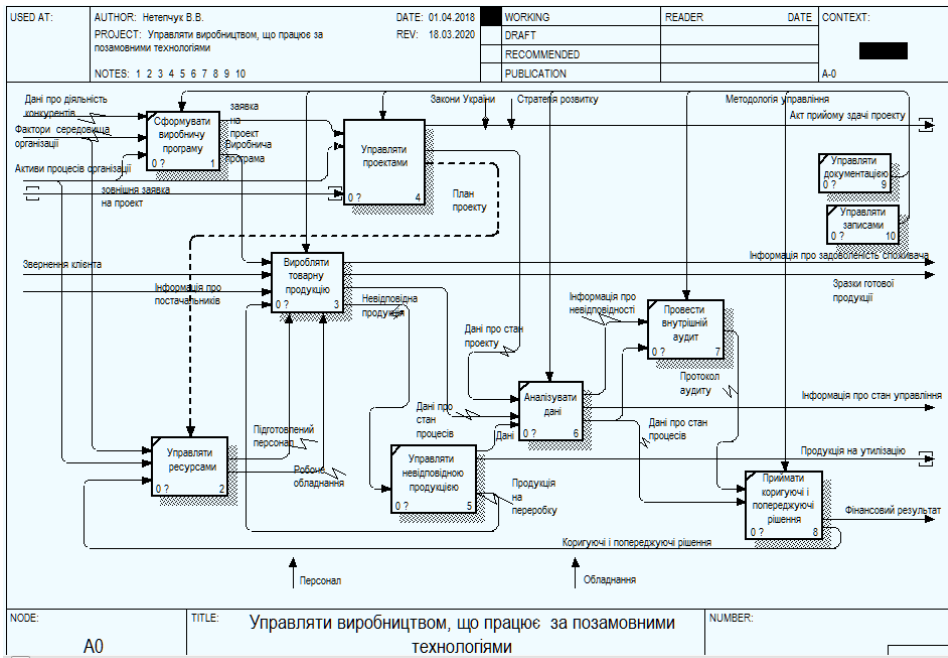 USED AT:
AUTHOR: Нетепчук В.В.
DATE: 01.04.2018
PROJECT: Управляти виробництвом, що працює за
позамовними технологіями
REV: 18.03.2020
NOTES: 1 2 3 4 5 6 7 8 9 10
WORKING
DRAFT
RECOMMENDED
PUBLICATION
READER
DATE
CONTEXT:
A-0
Дані про діяльність
конкурентів
Фактори середовища
організації
Активи процесів організації
зовнішня заявка
на проект
Сформувати
виробничу
програму
0 ?
1
заявка
на
проект
Виробнича
програма
Управляти
проектами
0 ?
4
Закони України
Стратегія розвитку
Методологія управління
Акт прийому здачі проекту
Управляти
документацією
0 ?
9
Управляти
записами
0 ?
10
План
проекту
Звернення клієнта
Інформація про
постачальників
Виробляти
товарну
продукцію
0 ?
3
Невідповідна
продукція
Інформація про задоволеність споживача
Зразки готової
продукції
Інформація про
невідповідності
Провести
внутрішній
аудит
0 ?
7
Дані про стан
проекту
Протокол
аудиту
Аналізувати
дані
0 ?
6
Інформація про стан управління
Дані про
стан
процесів
Дані
Дані про стан
процесів
Підготовлений
персонал
Управляти
ресурсами
0 ?
2
обладнання
Управляти
невідповідною
продукцією
0 ?
5
Продукція
на
переробку
Продукція на утилізацію
Приймати
коригуючі і
попереджуючі
рішення
0 ?
8
Фінансовий результат
Коригуючі і попереджуючі рішення
Персонал
Обладнання
NODE:
A0
TITLE:
Управляти виробництвом, що працює за позамовними
технологіями
NUMBER: